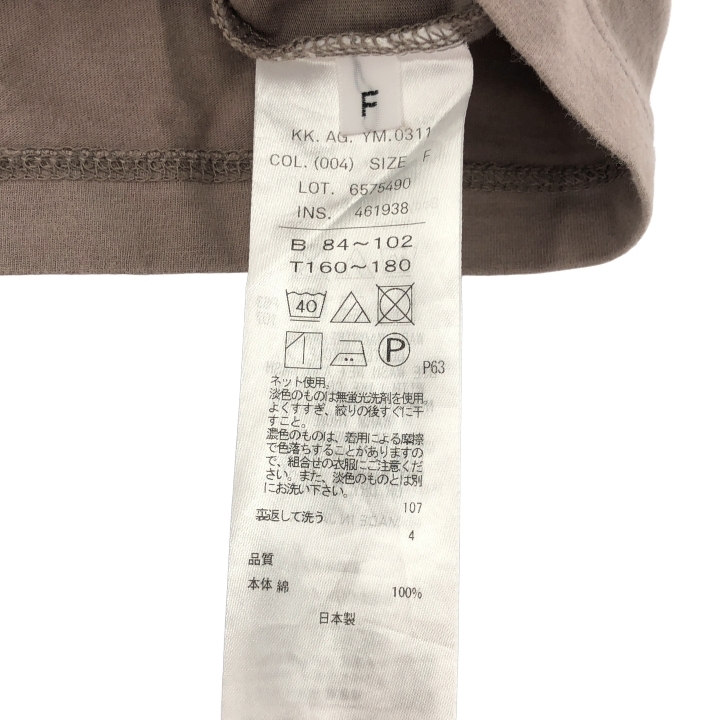 F
KK. AG. YM.0311
COL. (004) SIZE F
LOT. 6575490
INS. 461938
B 84～102
T160～180
40
P
P63
ネット使用。
淡色のものは無蛍光洗剤を使用。
よくすすぎ、絞りの後すぐに干
すこと。
濃色のものは、着用による摩擦
で色落ちすることがありますの
で、組合せの衣服にご注意くだ
さい。また、淡色のものとは別
にお洗い下さい。
107
裏返して洗う
4
品質
本体 綿 100%
日本製